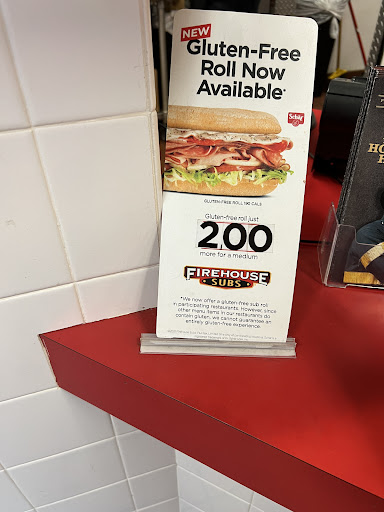 NEW
Gluten-Free
Roll Now
Available*
Schär
GLUTEN-FREE ROLL 190 CALS
Gluten-free roll just
2.00
more for a medium
FIREHOUSE
SUBS
*We now offer a gluten-free sub roll
in participating restaurants. However, since
other menu items in our restaurants do
contain gluten, we cannot guarantee an
entirely gluten-free experience.
HO